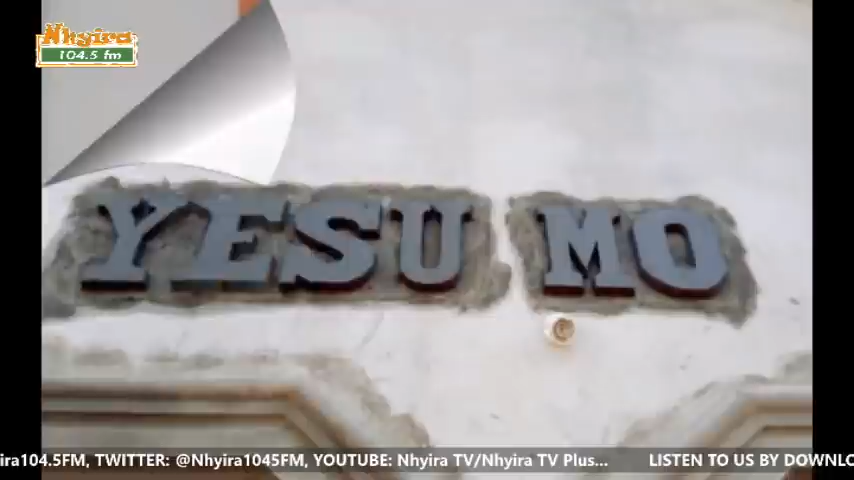 Nhyira
104.5 fm
YESU MO
ira104.5FM, TWITTER: @Nhyira1045FM, YOUTUBE: Nhyira TV/Nhyira TV Plus... LISTEN TO US BY DOWNLO